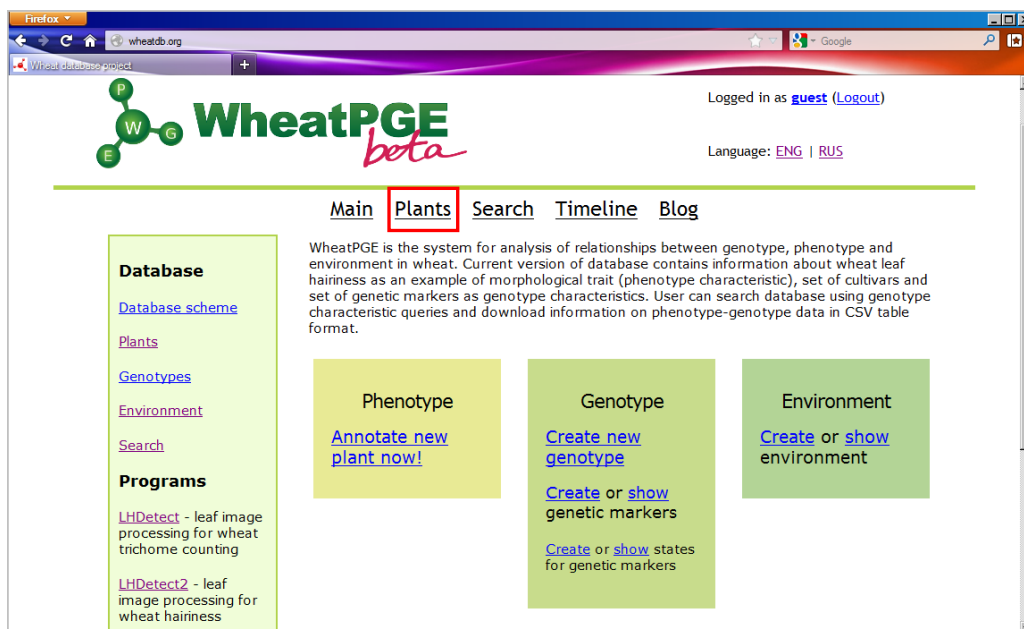 Firefox
wheatdb.org
Google
Wheat database project
+
P
W
G
E
WheatPGE
beta
Logged in as guest (Logout)
Language: ENG | RUS
Main Plants Search Timeline Blog
Database
Database scheme
Plants
Genotypes
Environment
Search
Programs
LHDetect - leaf image
processing for wheat
trichome counting
LHDetect2 - leaf
image processing for
wheat hairiness
WheatPGE is the system for analysis of relationships between genotype, phenotype and
environment in wheat. Current version of database contains information about wheat leaf
hairiness as an example of morphological trait (phenotype characteristic), set of cultivars and
set of genetic markers as genotype characteristics. User can search database using genotype
characteristic queries and download information on phenotype-genotype data in CSV table
format.
Phenotype
Annotate new
plant now!
Genotype
Create new
genotype
Create or show
genetic markers
Create or show states
for genetic markers
Environment
Create or show
environment